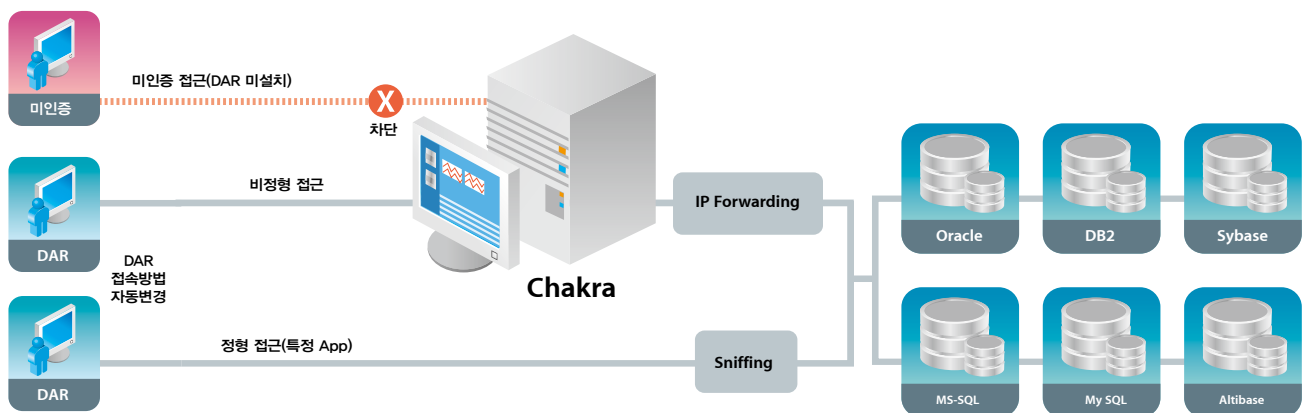 미인증 접근(DAR 미설치)
미인증
차단
비정형 접근
IP Forwarding
DAR
Oracle
DB2
Sybase
DAR
접속방법
자동변경
Chakra
정형 접근(특정 App)
Sniffing
DAR
MS-SQL
My SQL
Altibase